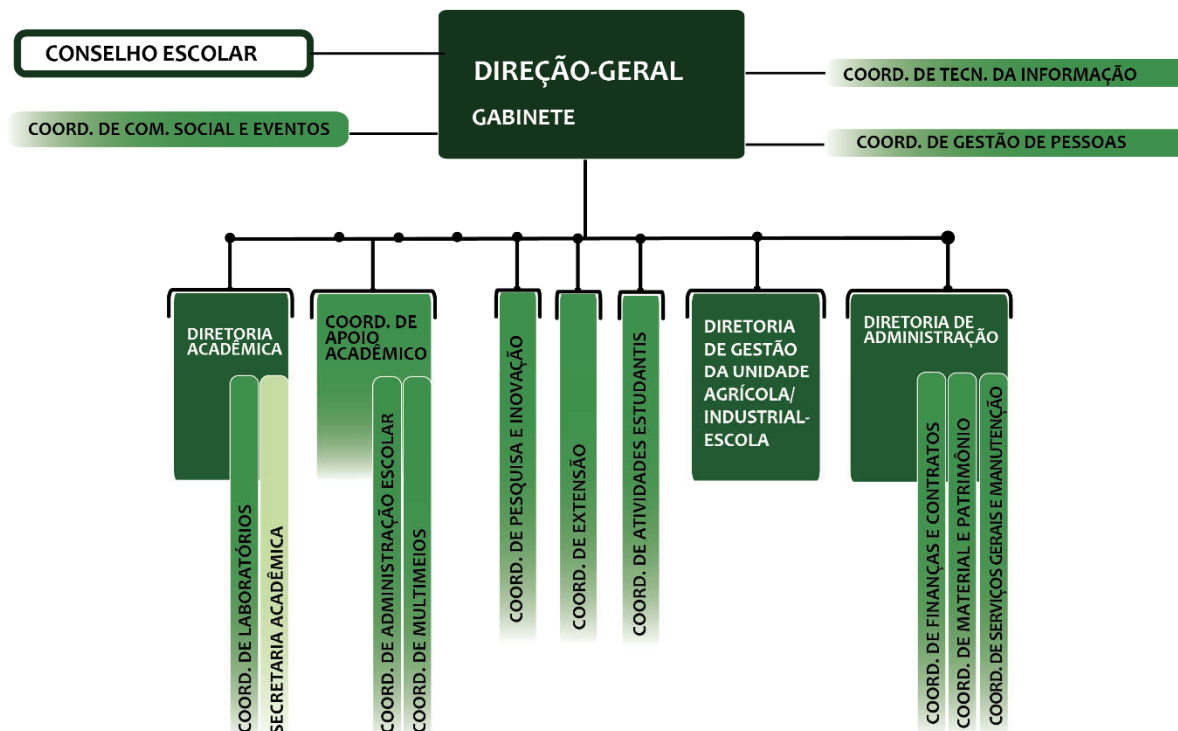 CONSELHO ESCOLAR
COORD. DE COM. SOCIAL E EVENTOS
DIREÇÃO-GERAL
GABINETE
COORD. DE TECN. DA INFORMAÇÃO
COORD. DE GESTÃO DE PESSOAS
DIRETORIA
ACADÊMICA
COORD. DE LABORATÓRIOS
SECRETARIA ACADÊMICA
COORD. DE
APOIO
ACADÊMICO
COORD. DE ADMINISTRAÇÃO ESCOLAR
COORD. DE MULTIMEIOS
COORD. DE PESQUISA E INOVAÇÃO
COORD. DE EXTENSÃO
COORD. DE ATIVIDADES ESTUDANTIS
DIRETORIA
DE GESTÃO
DA UNIDADE
AGRÍCOLA/
INDUSTRIAL-
ESCOLA
DIRETORIA DE
ADMINISTRAÇÃO
COORD. DE FINANÇAS E CONTRATOS
COORD. DE MATERIAL E PATRIMÔNIO
COORD. DE SERVIÇOS GERAIS E MANUTENÇÃO